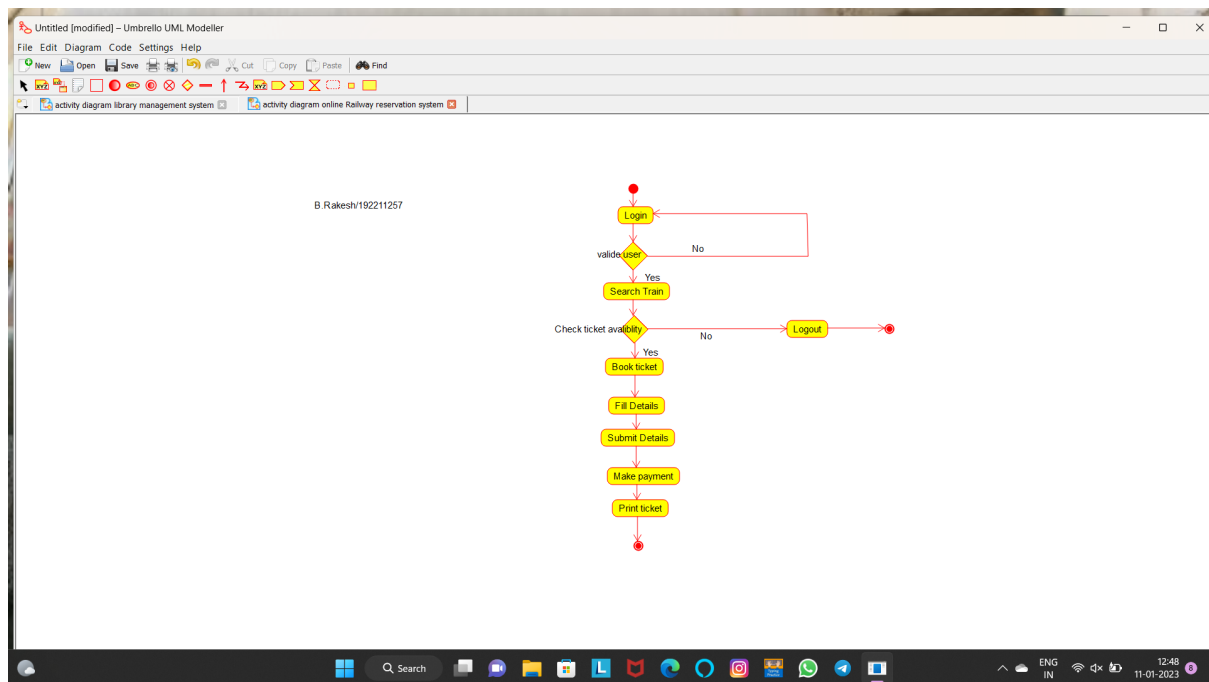 Untitled [modified] – Umbrello UML Modeller
File Edit Diagram Code Settings Help
New Open Save Cut Copy Paste Find
activity diagram library management system activity diagram online Railway reservation system
B.Rakesh/192211257
Login
valide user
No
Yes
Search Train
Check ticket avaliblity
No
Logout
Yes
Book ticket
Fill Details
Submit Details
Make payment
Print ticket
Search
ENG
IN
12:48
11-01-2023
8